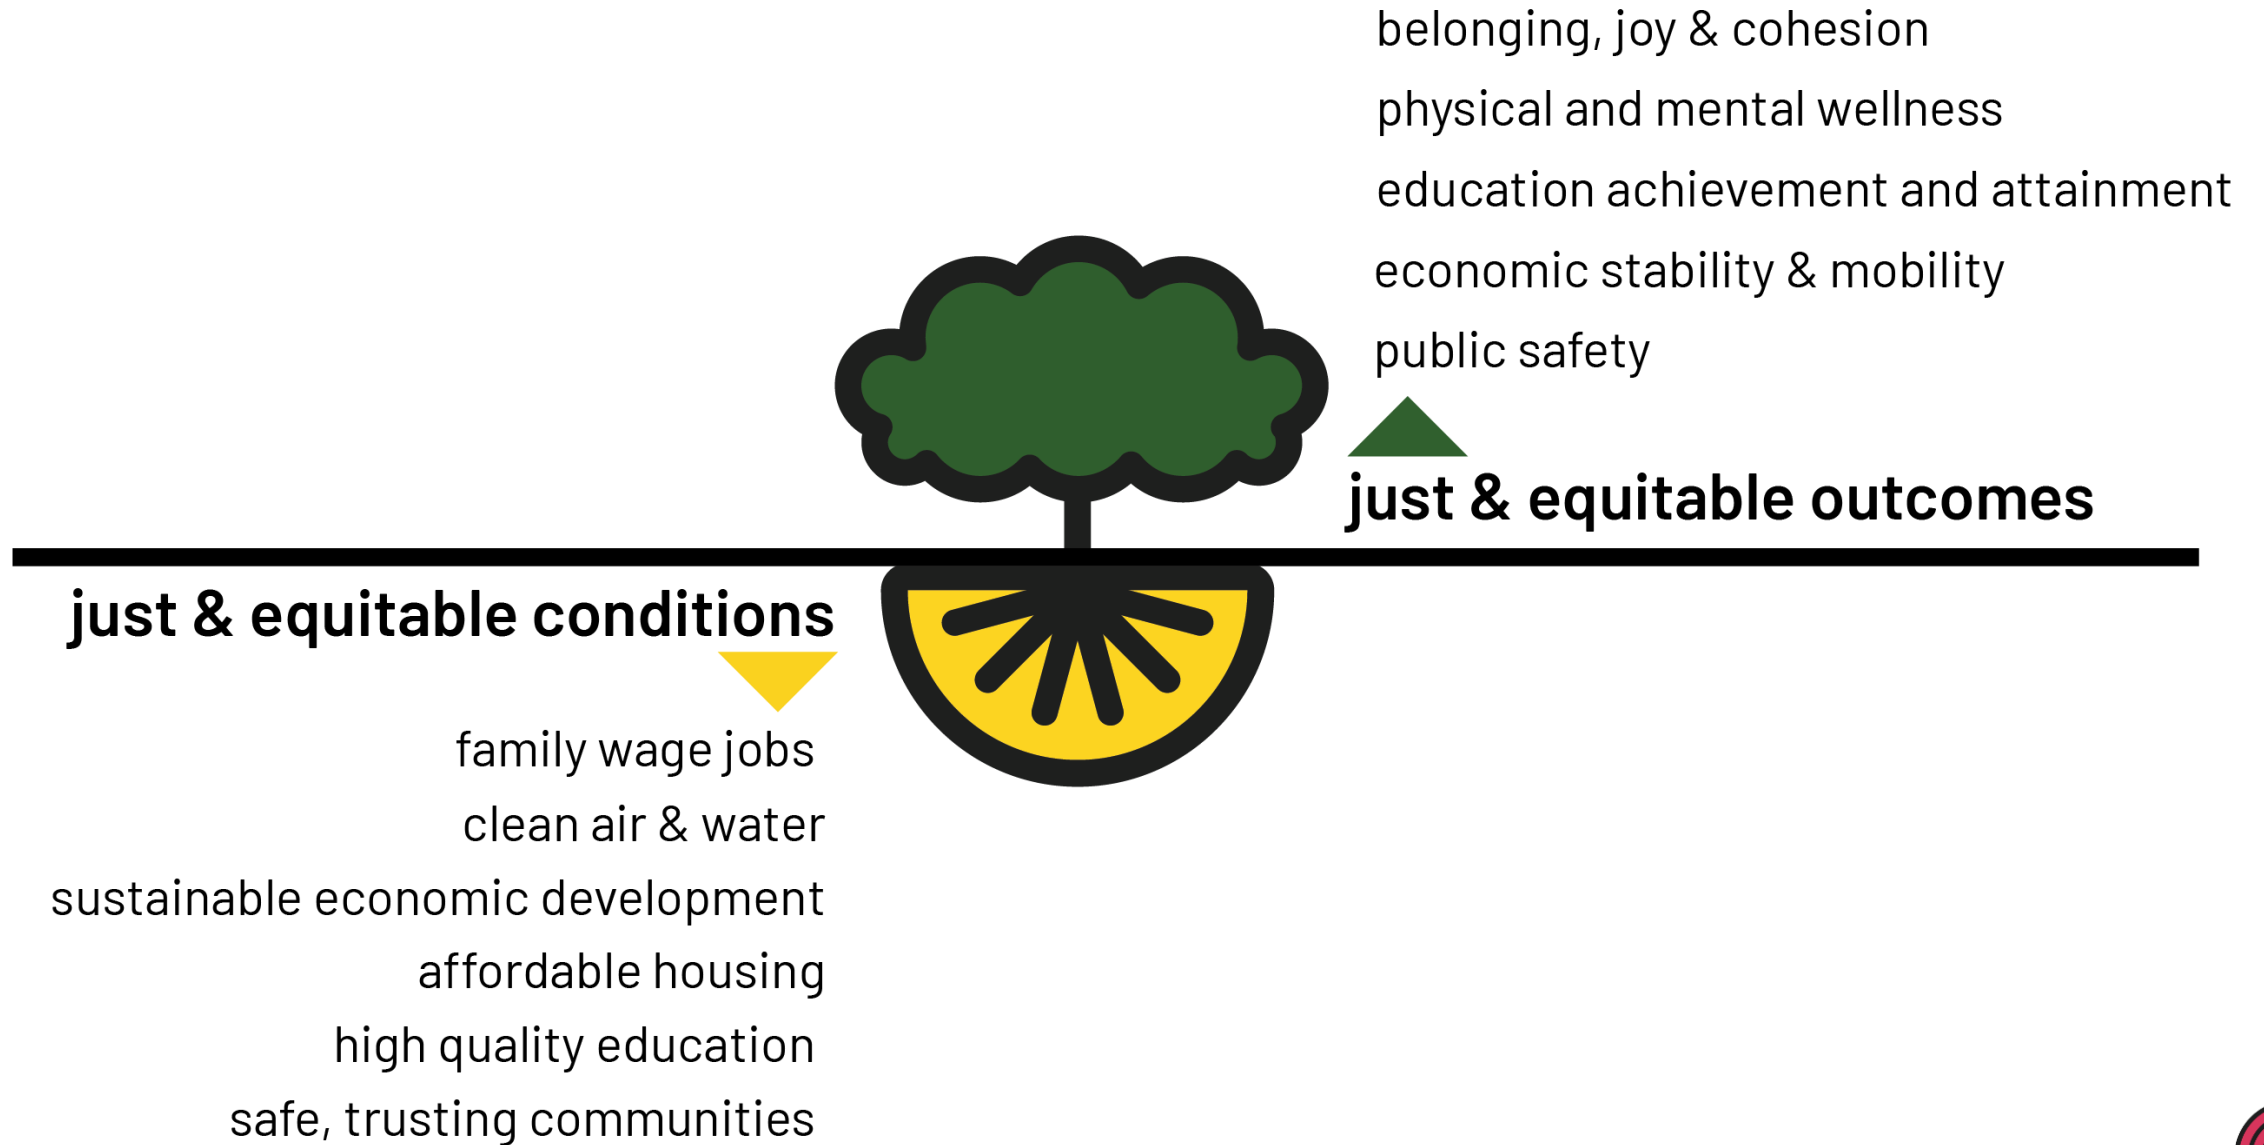 belonging, joy & cohesion
physical and mental wellness
education achievement and attainment
economic stability & mobility
public safety
just & equitable outcomes
just & equitable conditions
family wage jobs
clean air & water
sustainable economic development
affordable housing
high quality education
safe, trusting communities